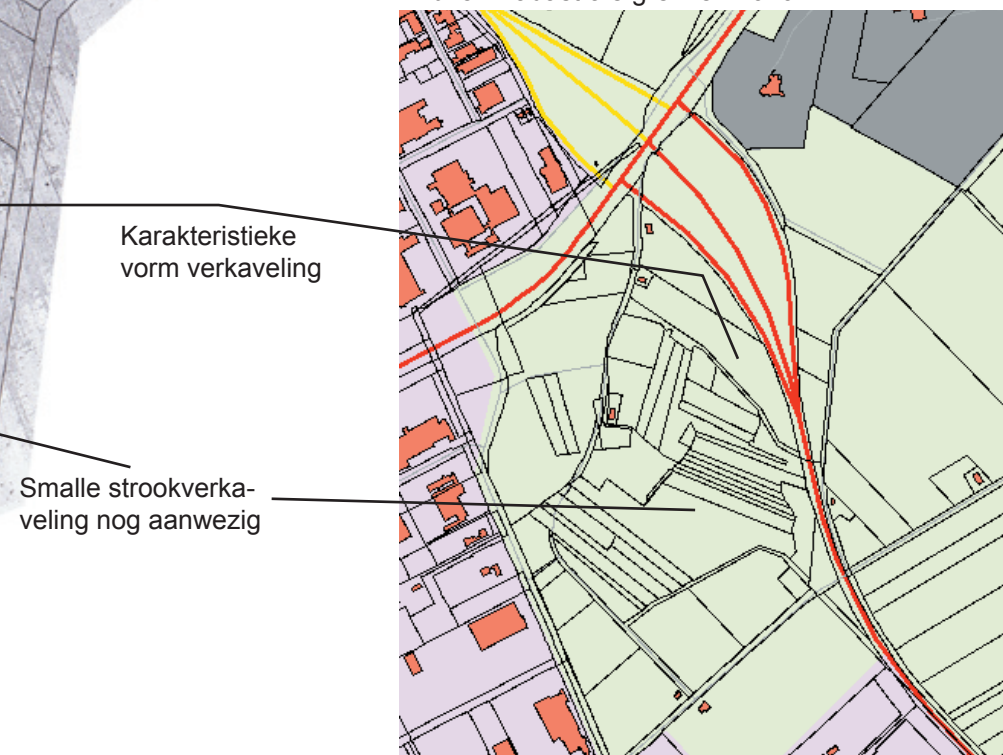 Karakteristieke
vorm verkaveling
Smalle strookverka-
veling nog aanwezig